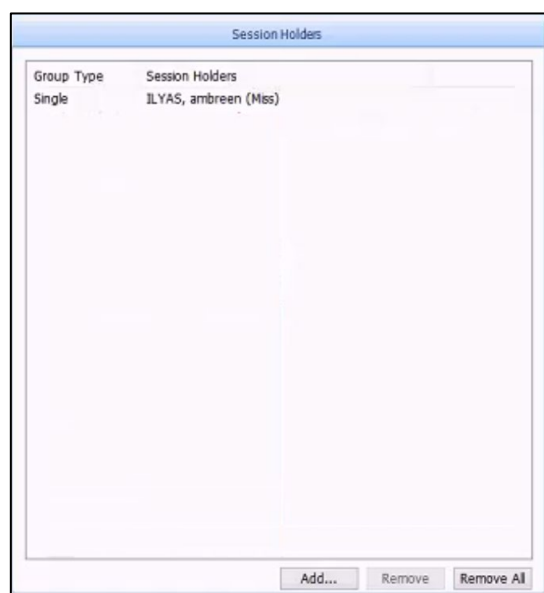 Session Holders
Group Type Session Holders
Single ILYAS, ambreen (Miss)
Add... Remove Remove All